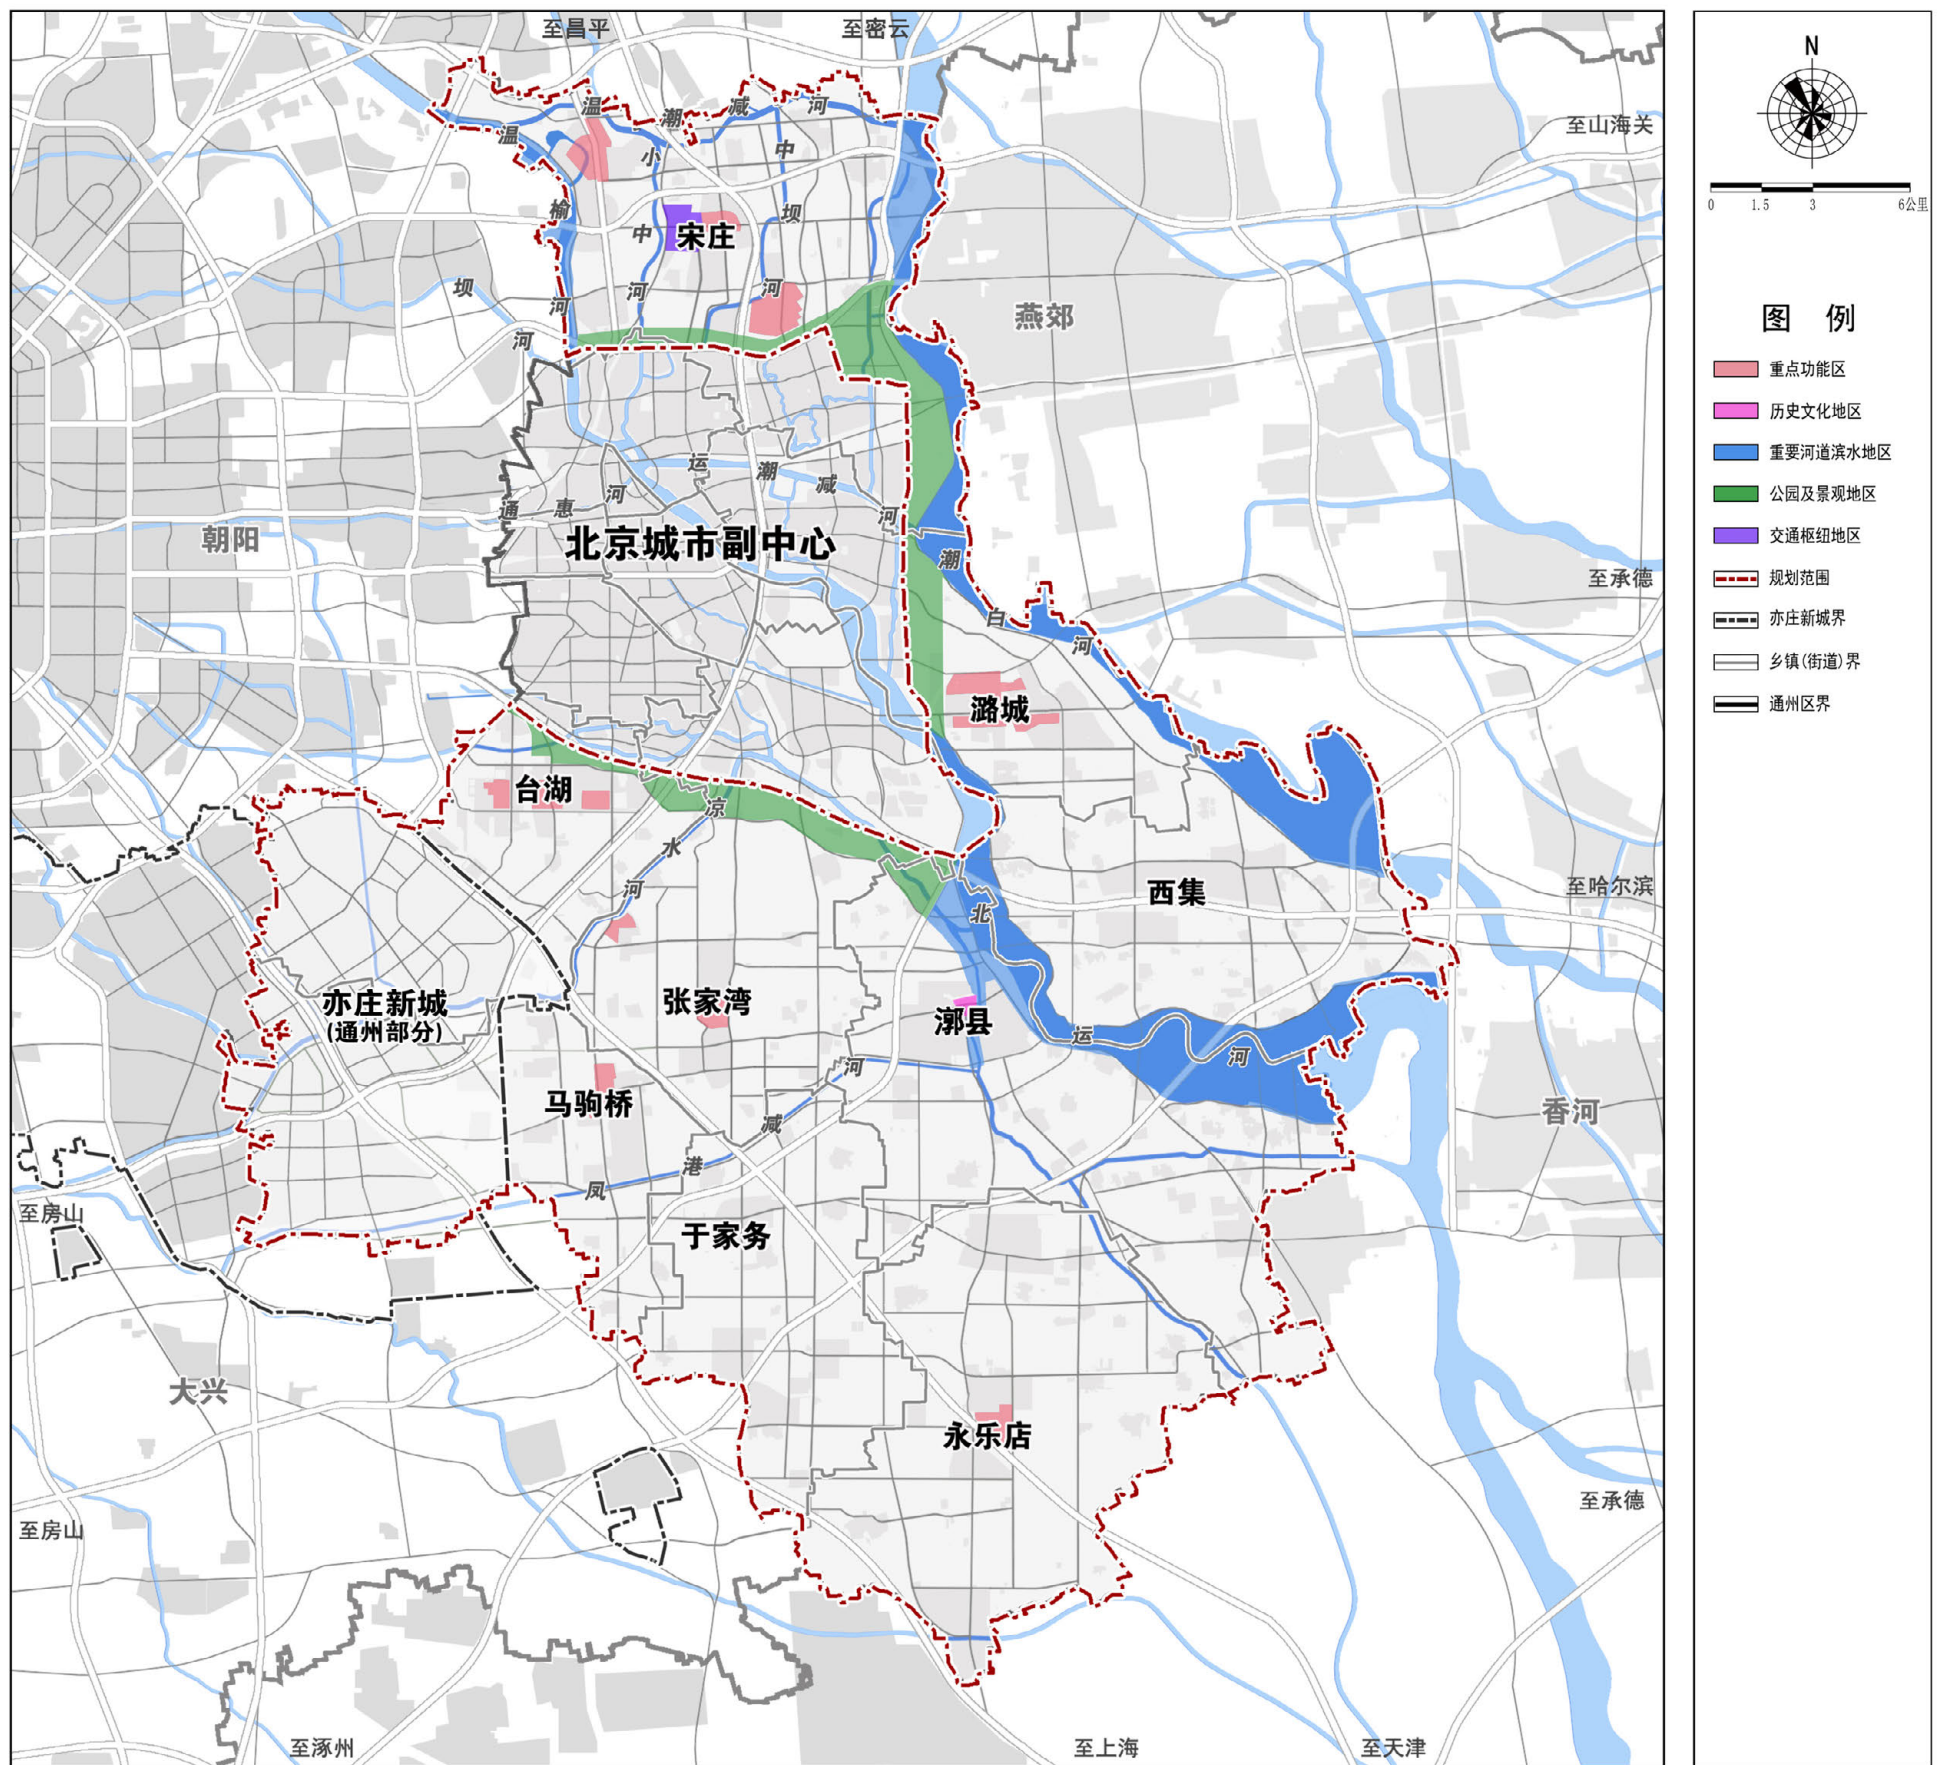 至昌平
至密云
N
至山海关
0 1.5 3 6公里
温潮减河
温榆河
小中河
中坝河
宋庄
坝河
燕郊
图 例
重点功能区
历史文化地区
重要河道滨水地区
公园及景观地区
交通枢纽地区
规划范围
亦庄新城界
乡镇(街道)界
通州区界
运潮减河
通惠河
朝阳
北京城市副中心
潮白河
至承德
潞城
台湖
凉水河
西集
至哈尔滨
北运河
亦庄新城
(通州部分)
张家湾
漷县
马驹桥
香河
凤港减河
至房山
于家务
大兴
永乐店
至承德
至房山
至涿州
至上海
至天津